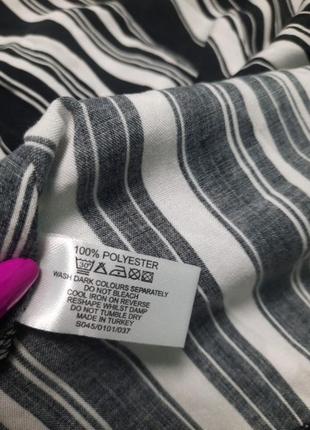 100% POLYESTER
30°
WASH DARK COLOURS SEPARATELY
DO NOT BLEACH
COOL IRON ON REVERSE
RESHAPE WHILST DAMP
DO NOT TUMBLE DRY
MADE IN TURKEY
S045/0101/037